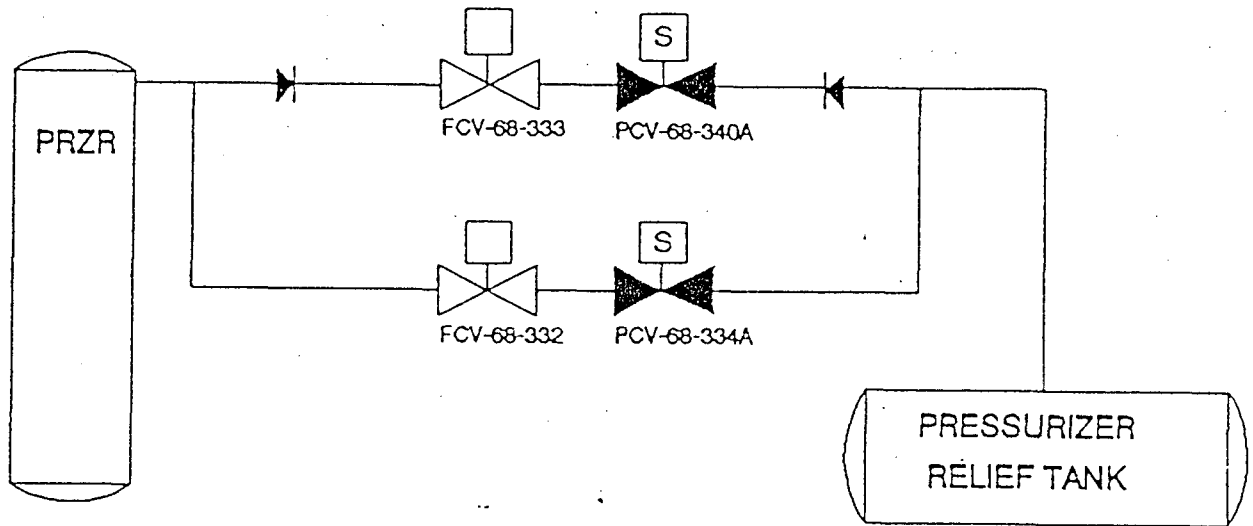 S
FCV-68-333
PCV-68-340A
PRZR
S
FCV-68-332
PCV-68-334A
PRESSURIZER
RELIEF TANK